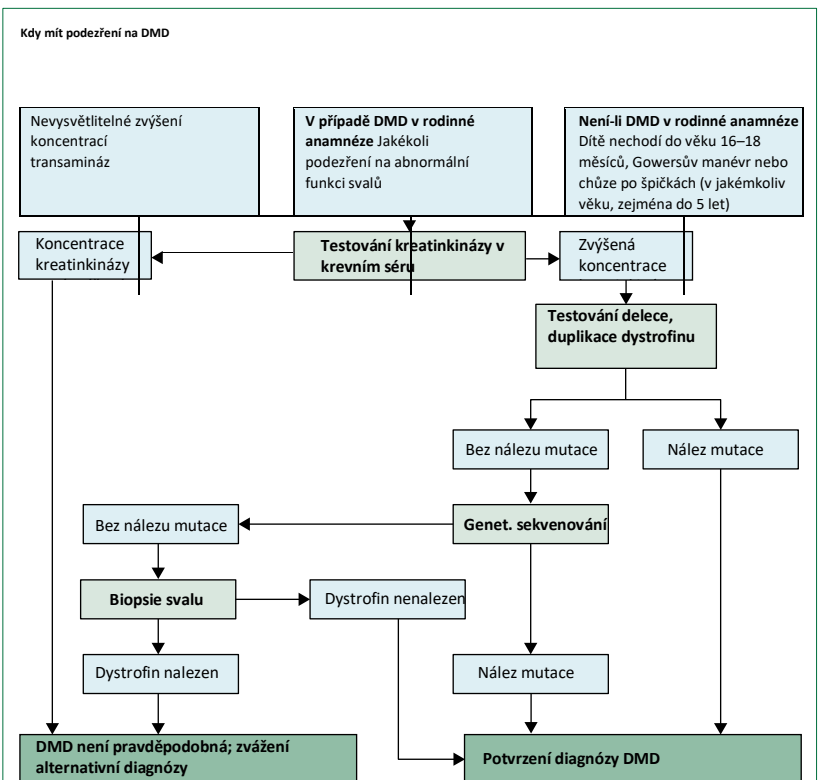 Kdy mít podezření na DMD
Nevysvětlitelné zvýšení
koncentrací
transamináz
V případě DMD v rodinné
anamnéze Jakékoli
podezření na abnormální
funkci svalů
Není-li DMD v rodinné anamnéze
Dítě nechodí do věku 16–18
měsíců, Gowersův manévr nebo
chůze po špičkách (v jakémkoliv
věku, zejména do 5 let)
Koncentrace
kreatinkinázy
Testování kreatinkinázy v
krevním séru
Zvýšená
koncentrace
Testování delece,
duplikace dystrofinu
Bez nálezu mutace
Nález mutace
Bez nálezu mutace
Genet. sekvenování
Biopsie svalu
Dystrofin nenalezen
Dystrofin nalezen
Nález mutace
DMD není pravděpodobná; zvážení
alternativní diagnózy
Potvrzení diagnózy DMD